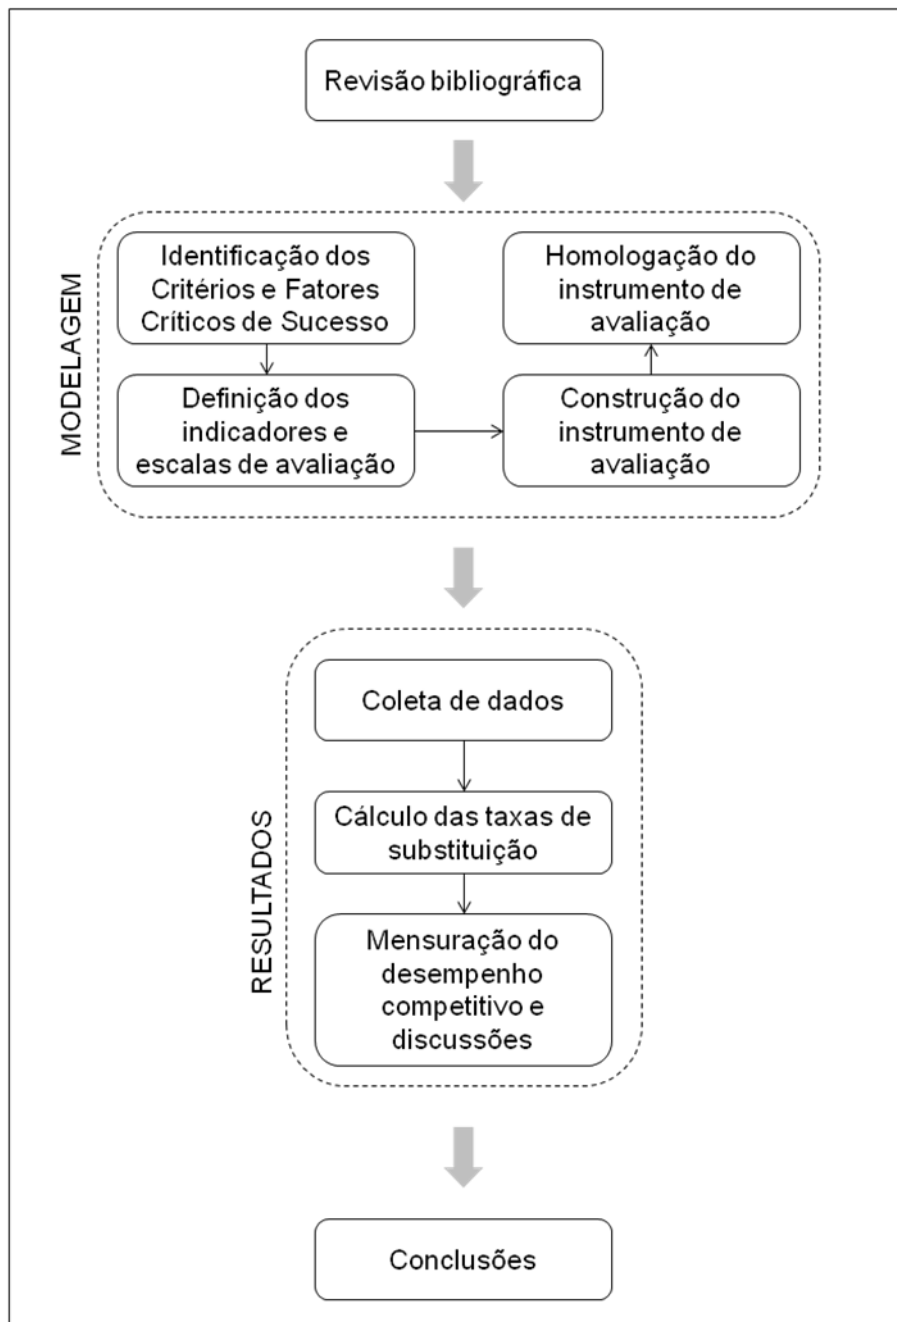 Revisão bibliográfica
MODELAGEM
Identificação dos
Critérios e Fatores
Críticos de Sucesso
Definição dos
indicadores e
escalas de avaliação
Construção do
instrumento de
avaliação
Homologação do
instrumento de
avaliação
RESULTADOS
Coleta de dados
Cálculo das taxas de
substituição
Mensuração do
desempenho
competitivo e
discussões
Conclusões